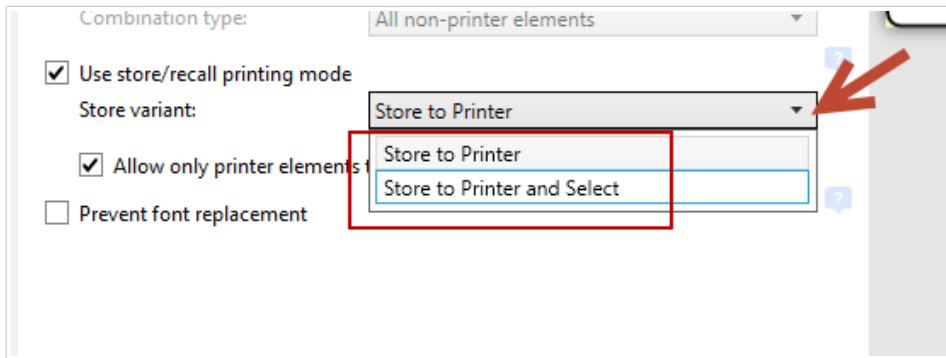 Combination type: All non-printer elements
Use store/recall printing mode
Store variant: Store to Printer
Store to Printer
Allow only printer elements
Store to Printer and Select
Prevent font replacement